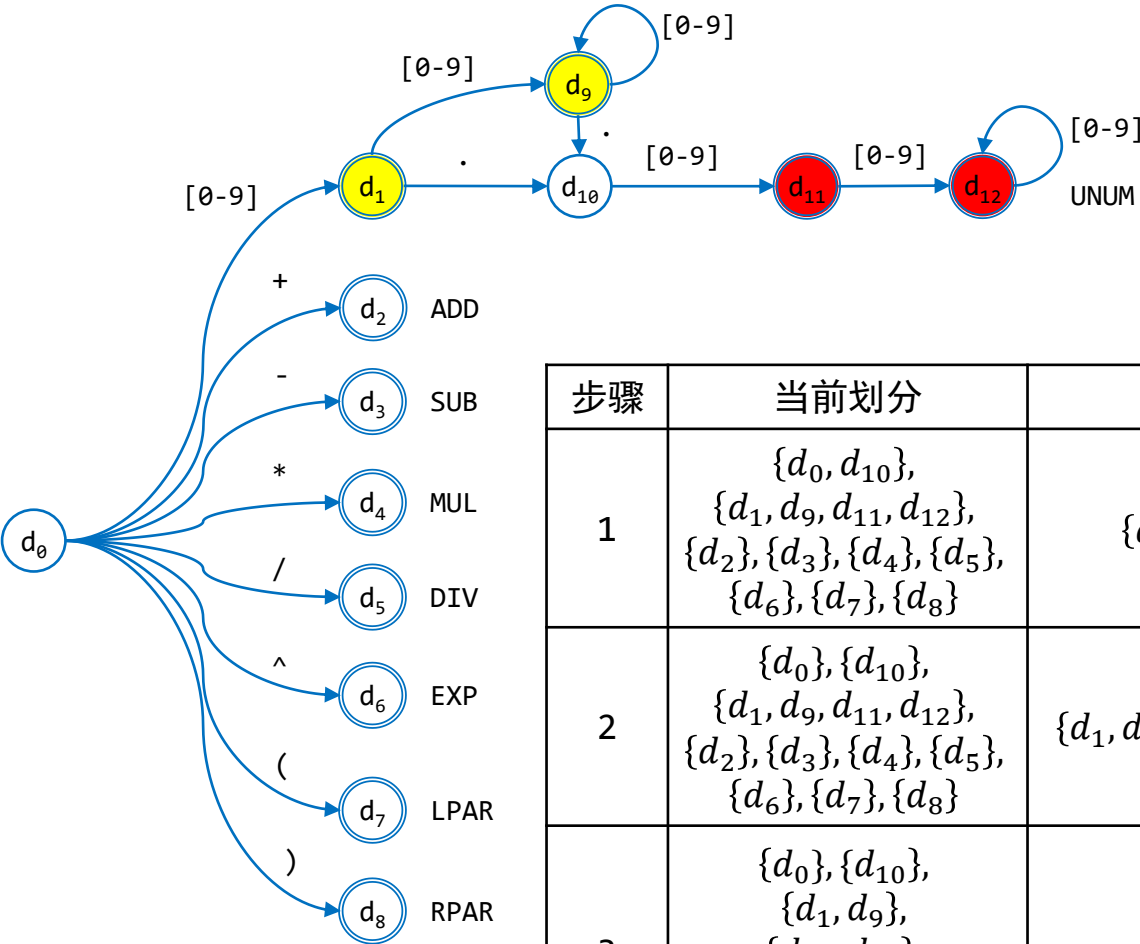 [0-9]
[0-9]
d₉
.
[0-9]
.
[0-9]
[0-9]
[0-9]
d₁
d₁₀
d₁₁
d₁₂
UNUM
+
d₂ ADD
-
d₃ SUB
*
d₄ MUL
d₀
/
d₅ DIV
^
d₆ EXP
(
d₇ LPAR
)
d₈ RPAR
步骤 当前划分
1
{d₀, d₁₀},
{d₁, d₉, d₁₁, d₁₂},
{d₂}, {d₃}, {d₄}, {d₅},
{d₆}, {d₇}, {d₈}
{
2
{d₀}, {d₁₀},
{d₁, d₉, d₁₁, d₁₂},
{d₂}, {d₃}, {d₄}, {d₅},
{d₆}, {d₇}, {d₈}
{d₁, d
{d₀}, {d₁₀},
{d₁, d₉},